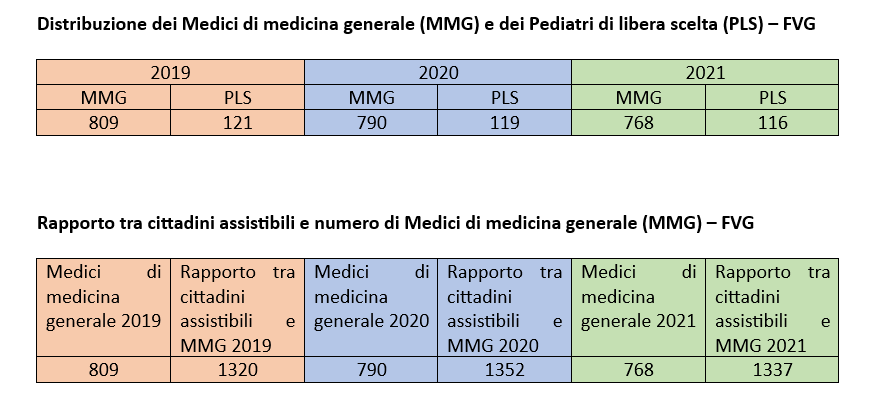 Distribuzione dei Medici di medicina generale (MMG) e dei Pediatri di libera scelta (PLS) – FVG
2019 2020 2021
MMG PLS MMG PLS MMG PLS
809 121 790 119 768 116
Rapporto tra cittadini assistibili e numero di Medici di medicina generale (MMG) – FVG
Medici di Rapporto tra Medici di Rapporto tra Medici di Rapporto tra
medicina cittadini medicina cittadini medicina cittadini
generale 2019 assistibili e generale 2020 assistibili e generale 2021 assistibili e
MMG 2019 MMG 2020 MMG 2021
809 1320 790 1352 768 1337